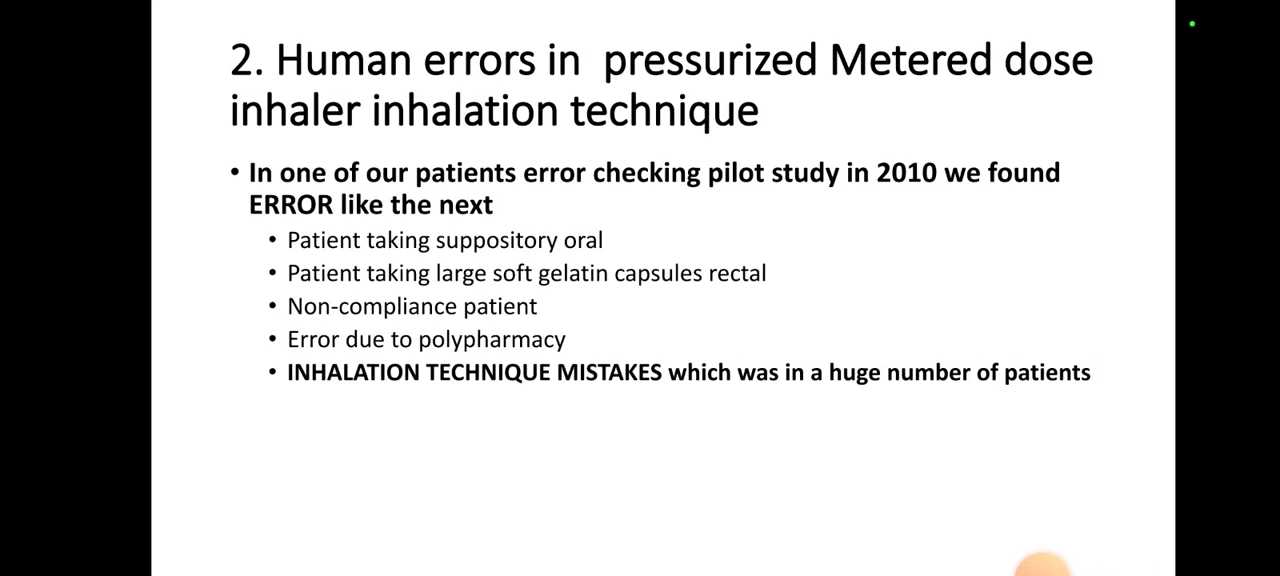 2. Human errors in  pressurized Metered dose
inhaler inhalation technique
• In one of our patients error checking pilot study in 2010 we found
ERROR like the next
• Patient taking suppository oral
• Patient taking large soft gelatin capsules rectal
• Non-compliance patient
• Error due to polypharmacy
• INHALATION TECHNIQUE MISTAKES which was in a huge number of patients